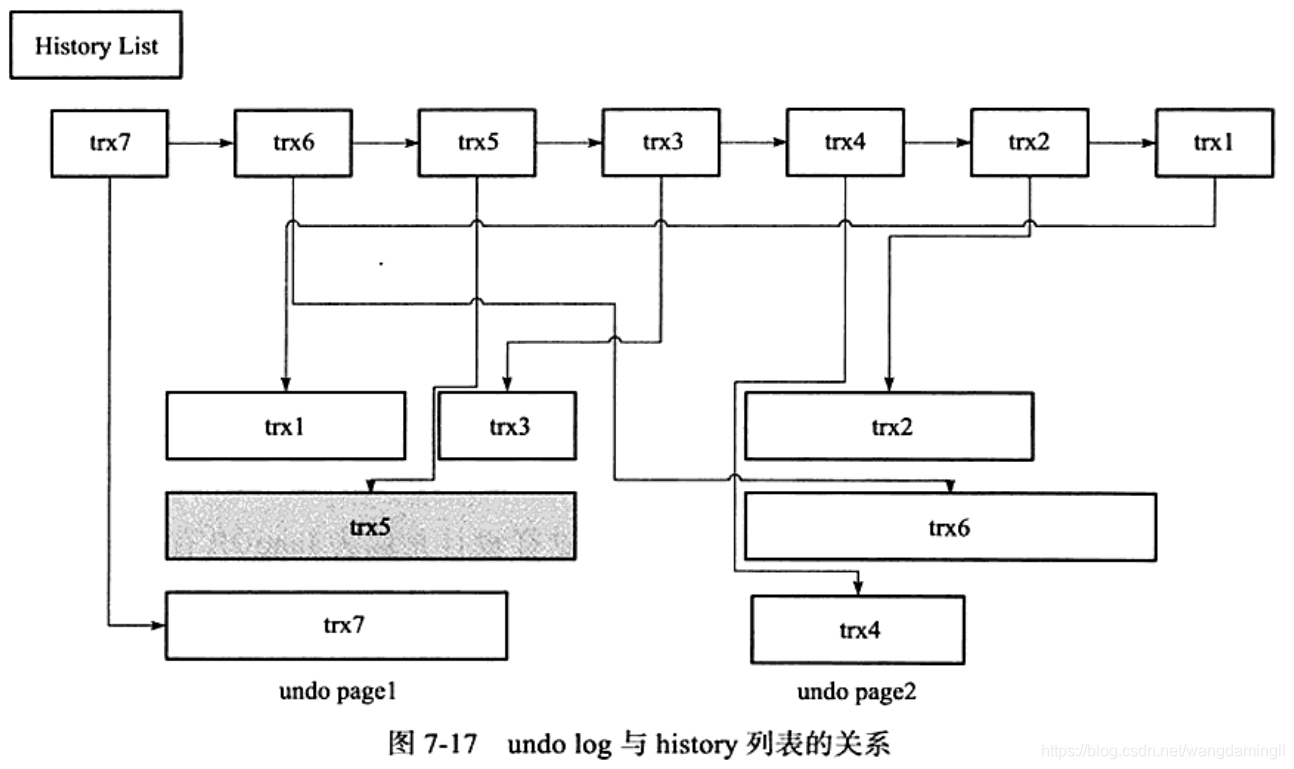 History List
trx7 trx6 trx5 trx3 trx4 trx2 trx1
trx1 trx3 trx2
trx5 trx6
trx7 trx4
undo page1 undo page2
图 7-17 undo log 与 history 列表的关系
https://blog.csdn.net/wangdamingll